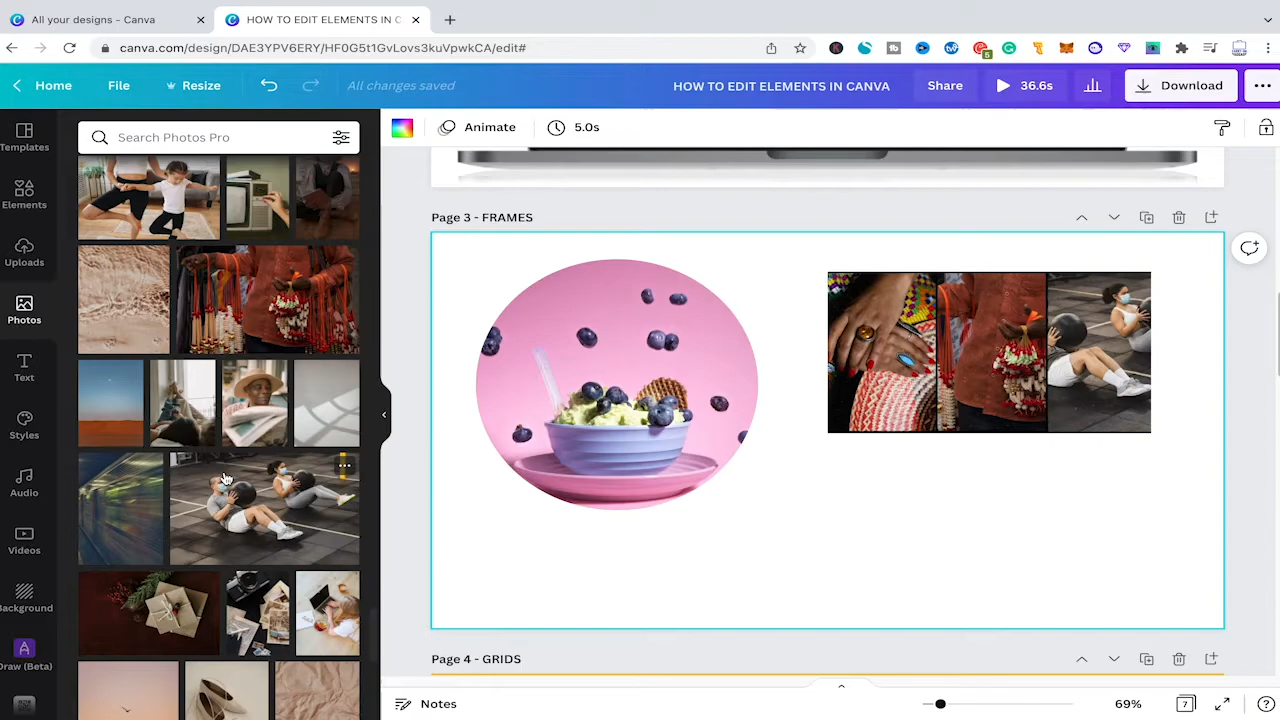 All your designs - Canva
HOW TO EDIT ELEMENTS IN C
canva.com/design/DAE3YPV6ERY/HF0G5t1GvLovs3kuVpwkCA/edit#
5
Home
File
Resize
All changes saved
HOW TO EDIT ELEMENTS IN CANVA
Share
36.6s
Download
Templates
Search Photos Pro
Animate
5.0s
Elements
Uploads
Photos
Text
Styles
Audio
Videos
Background
Draw (Beta)
Page 3 - FRAMES
Page 4 - GRIDS
Notes
69%
7